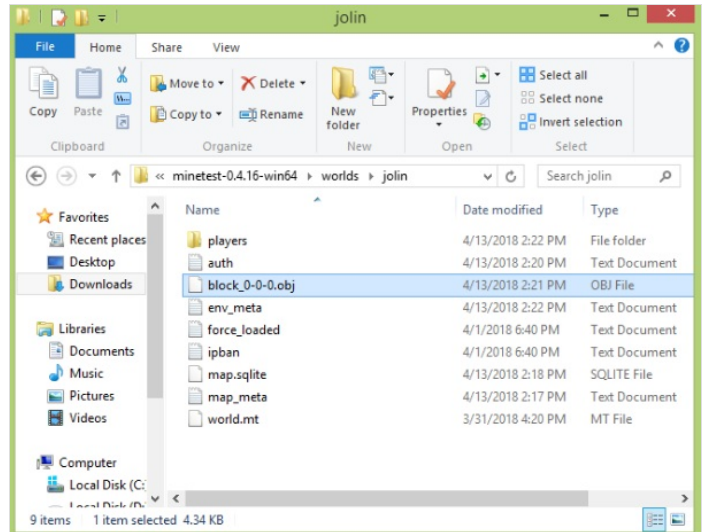 jolin
File Home Share View
Copy Paste Move to Copy to Delete Rename New folder Properties Select all Select none Invert selection
Clipboard Organize New Open Select
« minetest-0.4.16-win64 worlds jolin Search jolin
Favorites
Recent places
Desktop
Downloads
Libraries
Documents
Music
Pictures
Videos
Computer
Local Disk (C:
Name Date modified Type
players 4/13/2018 2:22 PM File folder
auth 4/13/2018 2:20 PM Text Document
block_0-0-0.obj 4/13/2018 2:21 PM OBJ File
env_meta 4/13/2018 2:22 PM Text Document
force_loaded 4/1/2018 6:40 PM Text Document
ipban 4/1/2018 6:40 PM Text Document
map.sqlite 4/13/2018 2:18 PM SQLITE File
map_meta 4/13/2018 2:17 PM Text Document
world.mt 3/31/2018 4:20 PM MT File
9 items 1 item selected 4.34 KB